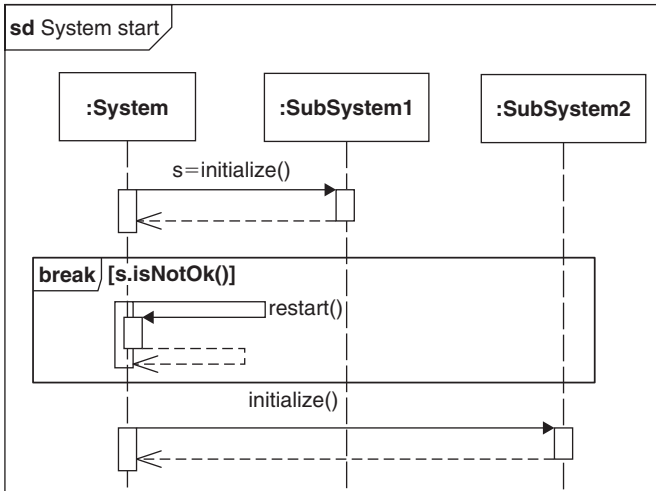 sd System start
:System
:SubSystem1
:SubSystem2
s=initialize()
break [s.isNotOk()]
restart()
initialize()